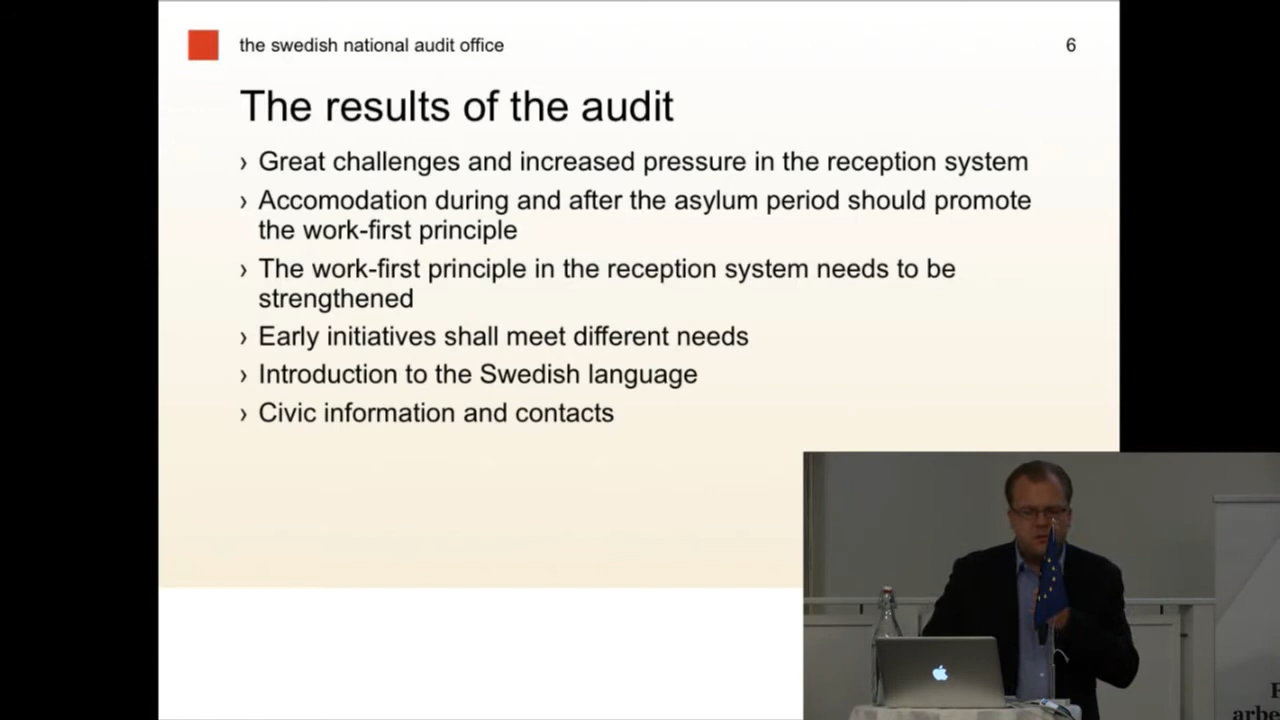 the swedish national audit office
6
The results of the audit
› Great challenges and increased pressure in the reception system
› Accomodation during and after the asylum period should promote
the work-first principle
› The work-first principle in the reception system needs to be
strengthened
› Early initiatives shall meet different needs
› Introduction to the Swedish language
› Civic information and contacts